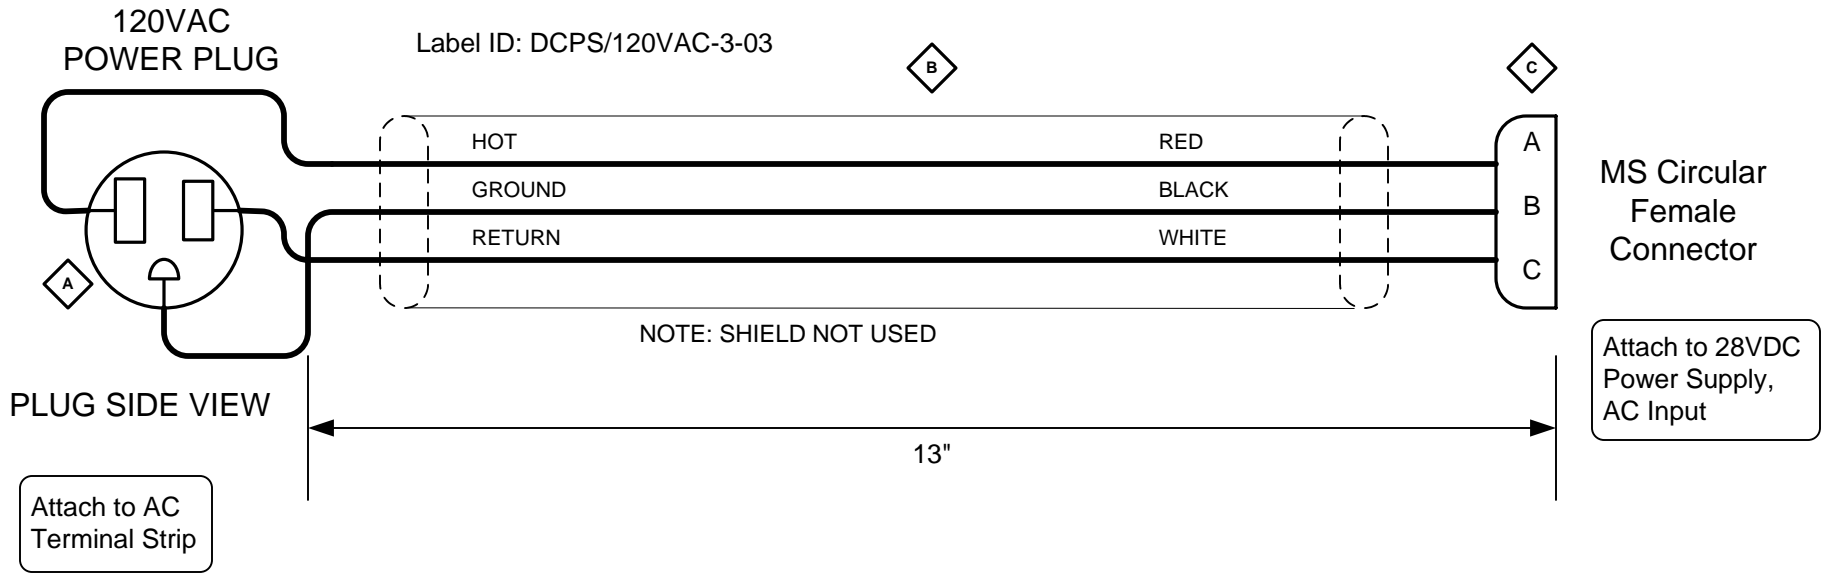 120VAC
POWER PLUG
Label ID: DCPS/120VAC-3-03
B
C
HOT
RED
A
GROUND
BLACK
B
RETURN
WHITE
C
MS Circular
Female
Connector
A
NOTE: SHIELD NOT USED
Attach to 28VDC
Power Supply,
AC Input
PLUG SIDE VIEW
13"
Attach to AC
Terminal Strip